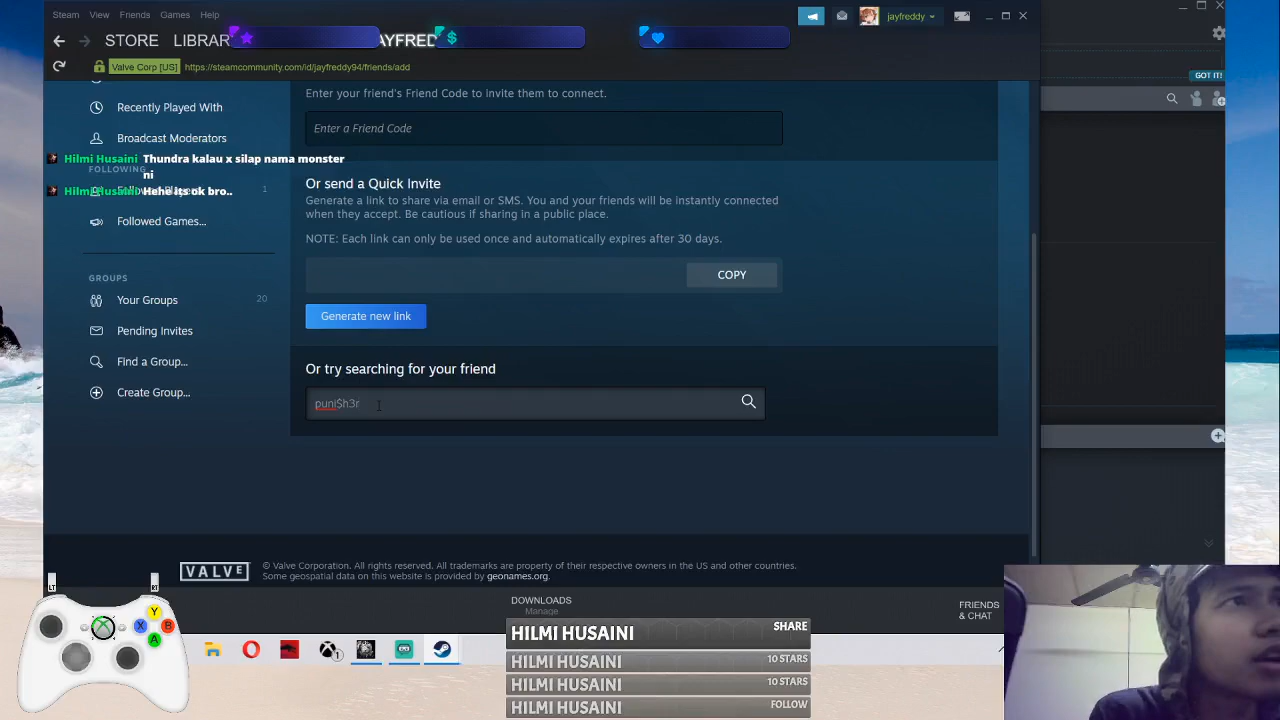 Steam View Friends Games Help
jayfreddy
STORE LIBRAR AYFRED $
Valve Corp [US] https://steamcommunity.com/id/jayfreddy94/friends/add
GOT IT!
Recently Played With
Enter your friend's Friend Code to invite them to connect.
Enter a Friend Code
Broadcast Moderators
Hilmi Husaini Thundra kalau x silap nama monster
ni
FOLLOWING
Hilmi Husaini Hehe its ok bro..
1
Followed Games...
Or send a Quick Invite
Generate a link to share via email or SMS. You and your friends will be instantly connected
when they accept. Be cautious if sharing in a public place.
NOTE: Each link can only be used once and automatically expires after 30 days.
COPY
Generate new link
GROUPS
Your Groups 20
Pending Invites
Find a Group...
Create Group...
Or try searching for your friend
puni$h3r
VALVE
© Valve Corporation. All rights reserved. All trademarks are property of their respective owners in the US and other countries.
Some geospatial data on this website is provided by geonames.org.
DOWNLOADS
Manage
FRIENDS
& CHAT
LT RT
Y
X B
A
1
HILMI HUSAINI SHARE
HILMI HUSAINI 10 STARS
HILMI HUSAINI 10 STARS
HILMI HUSAINI FOLLOW